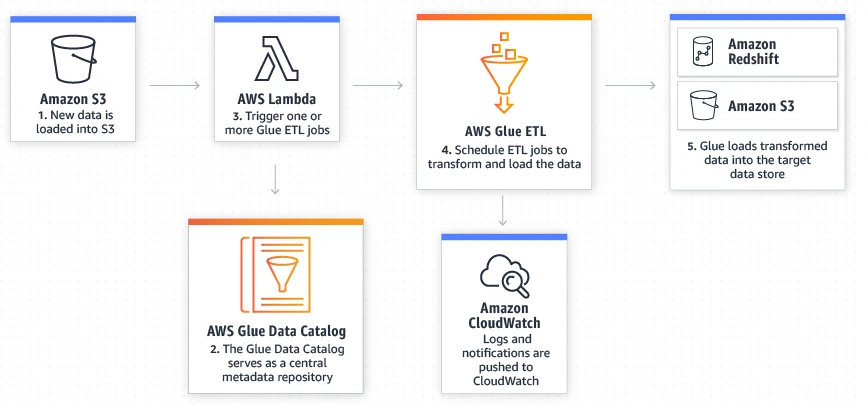 Amazon S3
1. New data is
loaded into S3
AWS Lambda
3. Trigger one or
more Glue ETL jobs
AWS Glue ETL
4. Schedule ETL jobs to
transform and load the data
Amazon
Redshift
Amazon S3
5. Glue loads transformed
data into the target
data store
AWS Glue Data Catalog
2. The Glue Data Catalog
serves as a central
metadata repository
Amazon
CloudWatch
Logs and
notifications are
pushed to
CloudWatch